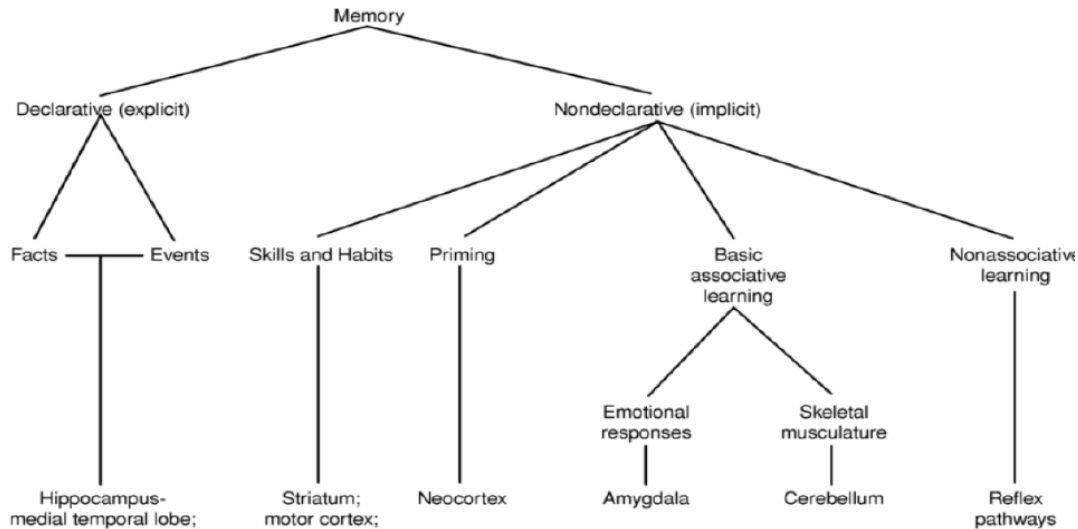 Memory
Declarative (explicit)
Nondeclarative (implicit)
Facts
Events
Skills and Habits
Priming
Basic
associative
learning
Nonassociative
learning
Emotional
responses
Skeletal
musculature
Hippocampus-
medial temporal lobe;
Striatum;
motor cortex;
Neocortex
Amygdala
Cerebellum
Reflex
pathways